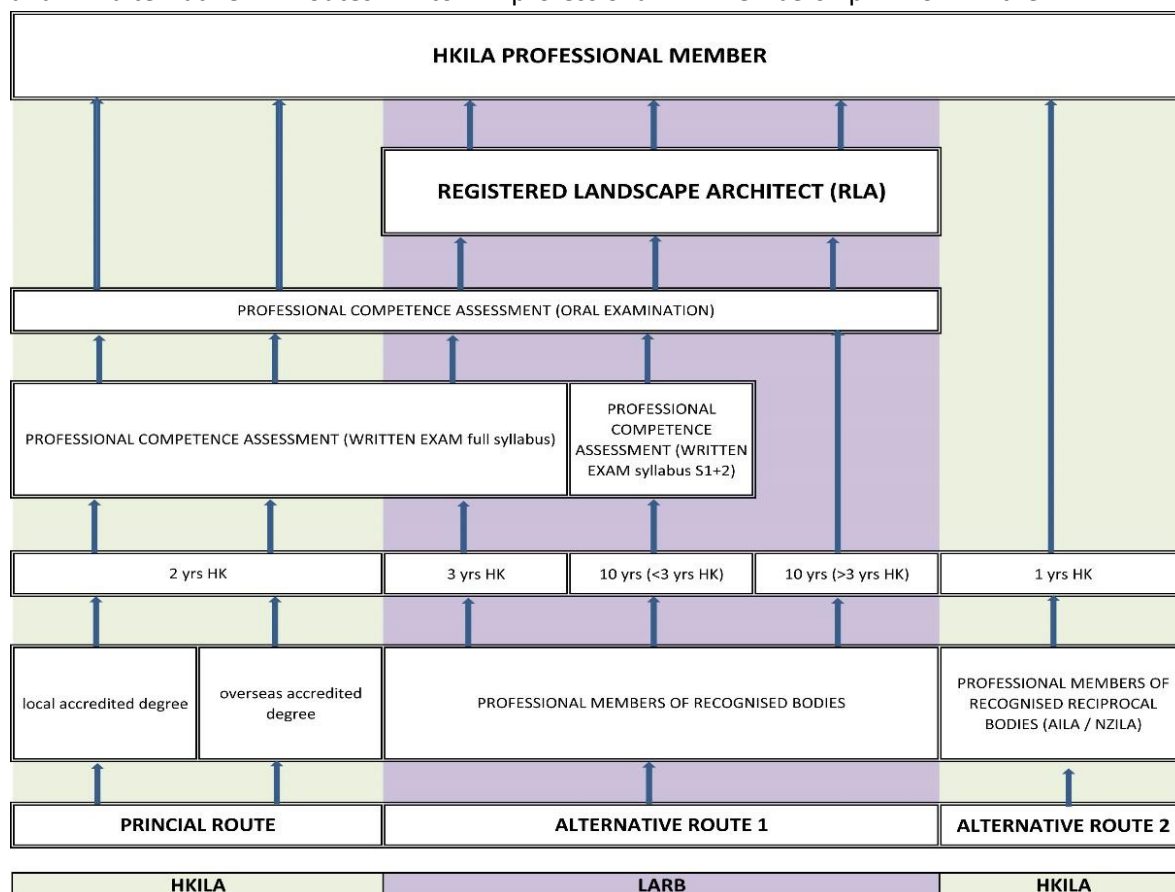 HKILA PROFESSIONAL MEMBER
REGISTERED LANDSCAPE ARCHITECT (RLA)
PROFESSIONAL COMPETENCE ASSESSMENT (ORAL EXAMINATION)
PROFESSIONAL COMPETENCE ASSESSMENT (WRITTEN EXAM full syllabus)
PROFESSIONAL
COMPETENCE
ASSESSMENT (WRITTEN
EXAM syllabus S1+2)
2 yrs HK
3 yrs HK
10 yrs (<3 yrs HK)
10 yrs (>3 yrs HK)
1 yrs HK
local accredited degree
overseas accredited
degree
PROFESSIONAL MEMBERS OF RECOGNISED BODIES
PROFESSIONAL MEMBERS OF
RECOGNISED RECIPROCAL
BODIES (AILA / NZILA)
PRINCIAL ROUTE
ALTERNATIVE ROUTE 1
ALTERNATIVE ROUTE 2
HKILA
LARB
HKILA